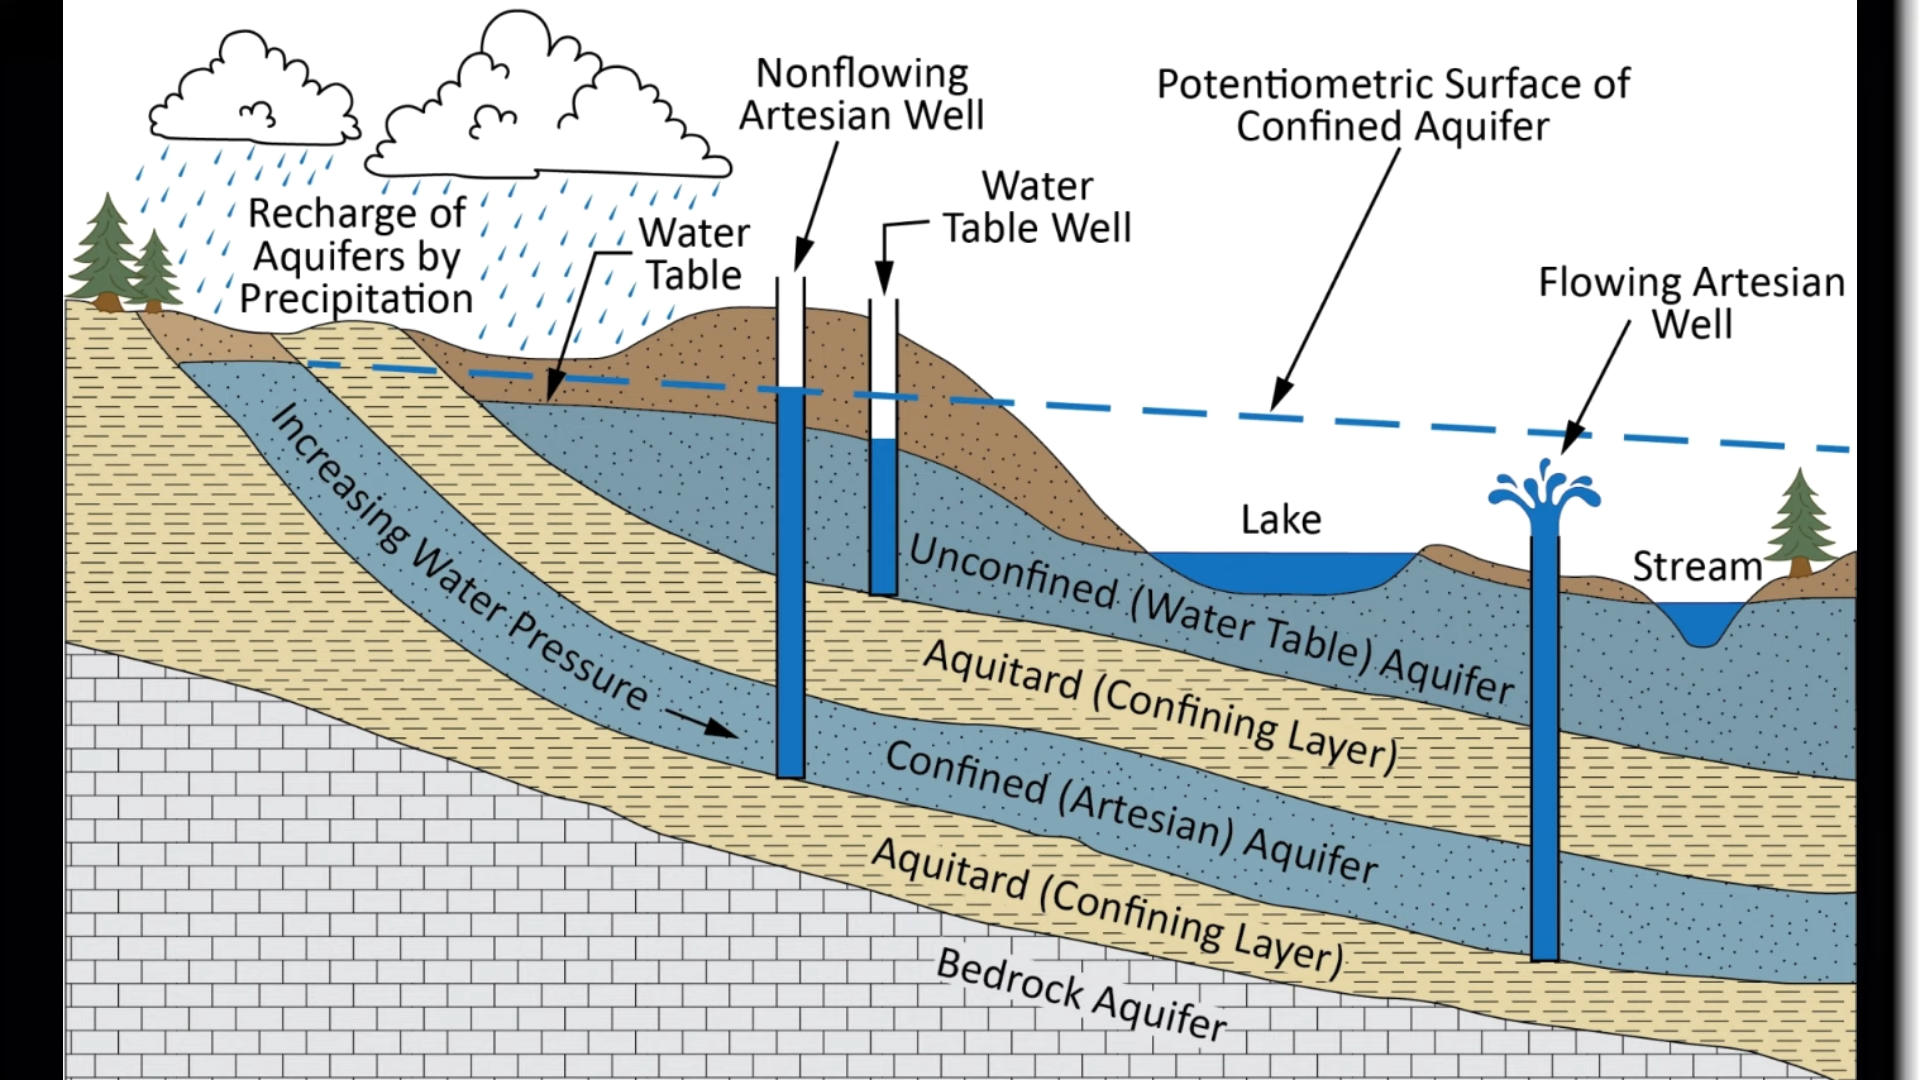 Nonflowing
Artesian Well
Potentiometric Surface of
Confined Aquifer
Water
Table Well
Recharge of
Aquifers by
Precipitation
Water
Table
Flowing Artesian
Well
Lake
Stream
Increasing Water Pressure
Unconfined (Water Table) Aquifer
Aquitard (Confining Layer)
Confined (Artesian) Aquifer
Aquitard (Confining Layer)
Bedrock Aquifer